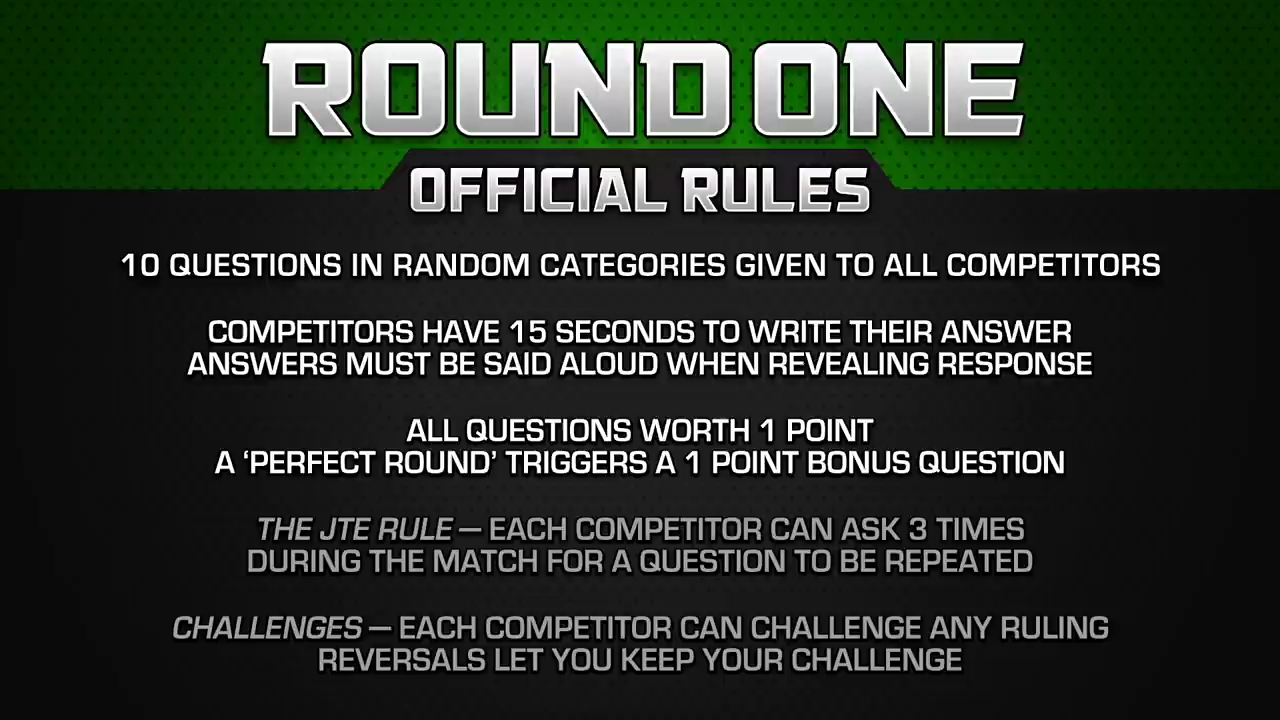 ROUND ONE
OFFICIAL RULES
10 QUESTIONS IN RANDOM CATEGORIES GIVEN TO ALL COMPETITORS
COMPETITORS HAVE 15 SECONDS TO WRITE THEIR ANSWER
ANSWERS MUST BE SAID ALOUD WHEN REVEALING RESPONSE
ALL QUESTIONS WORTH 1 POINT
A ‘PERFECT ROUND’ TRIGGERS A 1 POINT BONUS QUESTION
THE JTE RULE – EACH COMPETITOR CAN ASK 3 TIMES
DURING THE MATCH FOR A QUESTION TO BE REPEATED
CHALLENGES – EACH COMPETITOR CAN CHALLENGE ANY RULING
REVERSALS LET YOU KEEP YOUR CHALLENGE